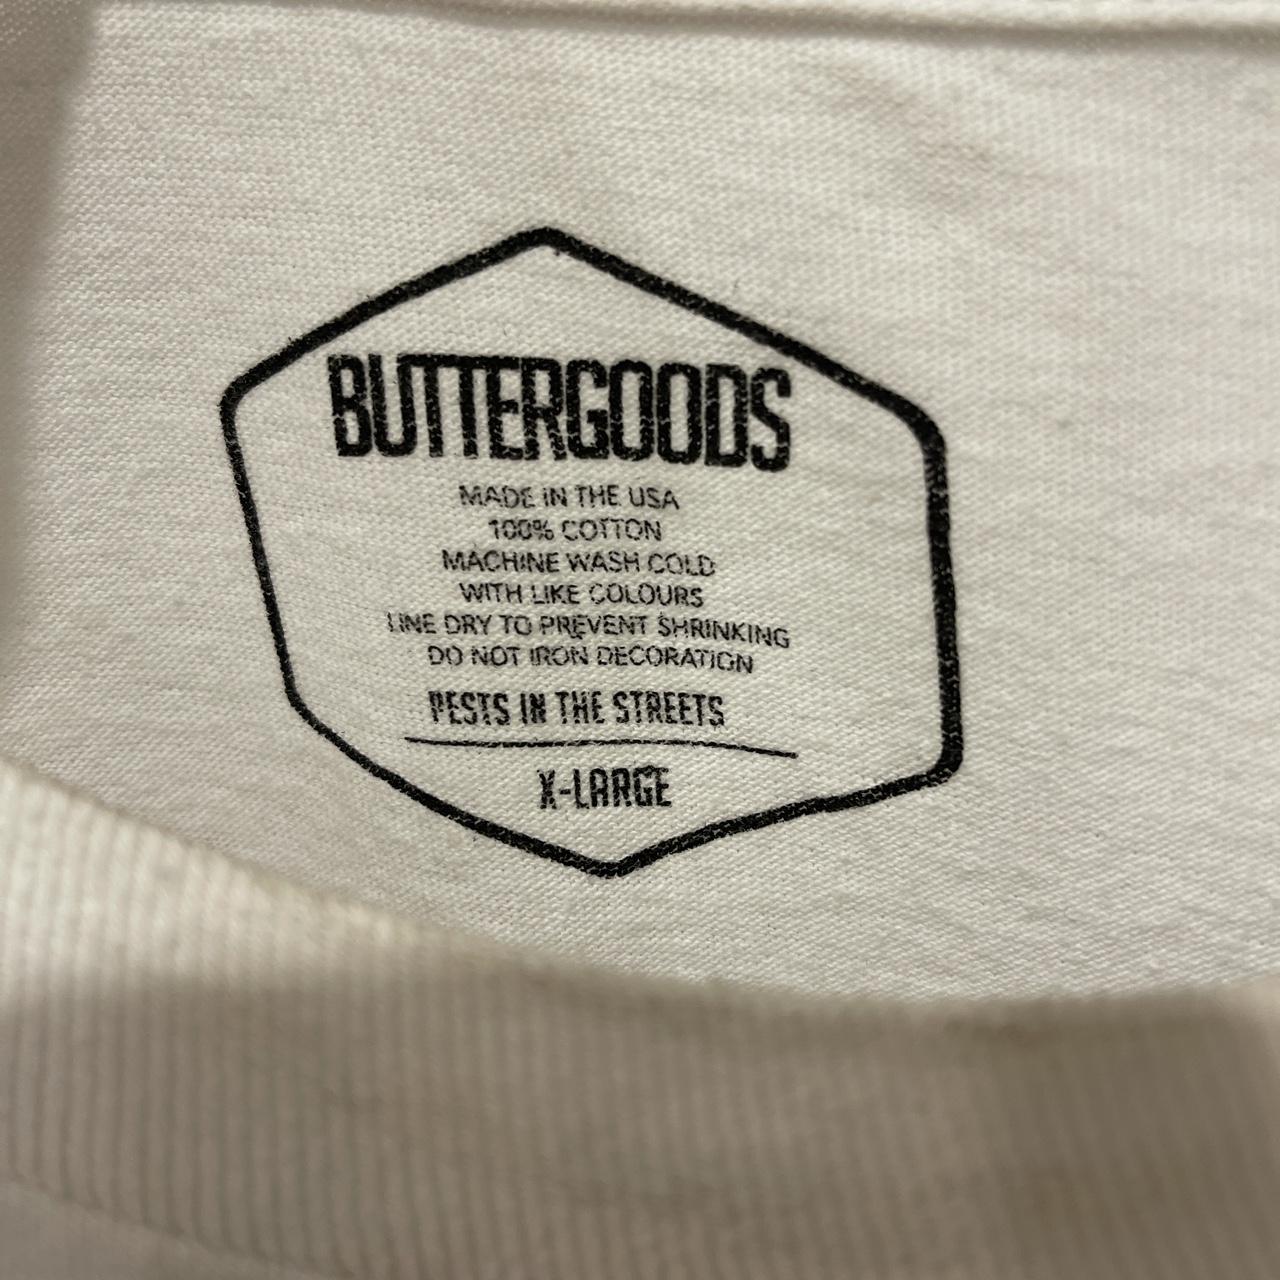 BUTTERGOODS
MADE IN THE USA
100% COTTON
MACHINE WASH COLD
WITH LIKE COLOURS
LINE DRY TO PREVENT SHRINKING
DO NOT IRON DECORATION
PESTS IN THE STREETS
X-LARGE